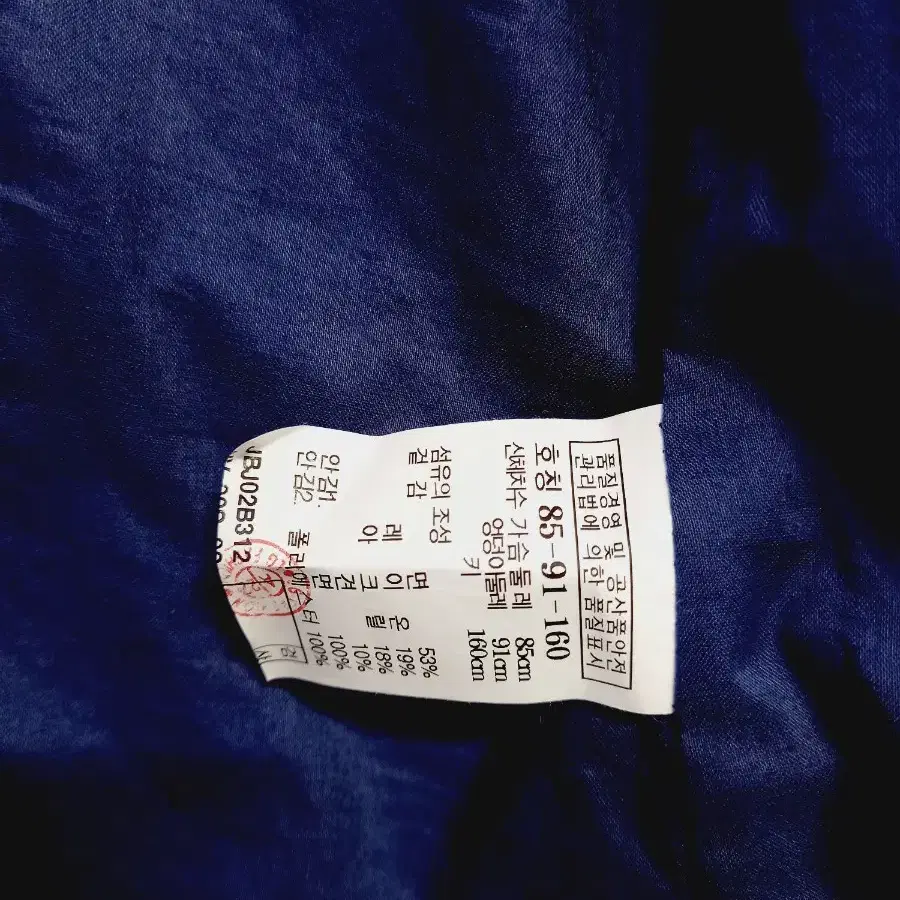 품질경영 및 공산품안전
관리법에 의한 품질표시
호칭 85-91-160
신체치수 가슴둘레 85cm
엉덩이둘레 91cm
키 160cm
섬유의 조성
겉감 면 53%
레이온 19%
아크릴 18%
견 10%
안감1. 면 100%
안감2. 폴리에스터 100%